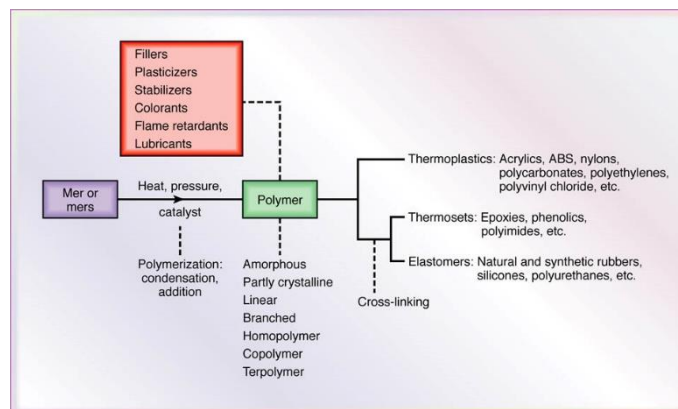 Fillers
Plasticizers
Stabilizers
Colorants
Flame retardants
Lubricants
Mer or
mers
Heat, pressure,
catalyst
Polymerization:
condensation,
addition
Polymer
Amorphous
Partly crystalline
Linear
Branched
Homopolymer
Copolymer
Terpolymer
Thermoplastics: Acrylics, ABS, nylons,
polycarbonates, polyethylenes,
polyvinyl chloride, etc.
Thermosets: Epoxies, phenolics,
polyimides, etc.
Elastomers: Natural and synthetic rubbers,
silicones, polyurethanes, etc.
Cross-linking